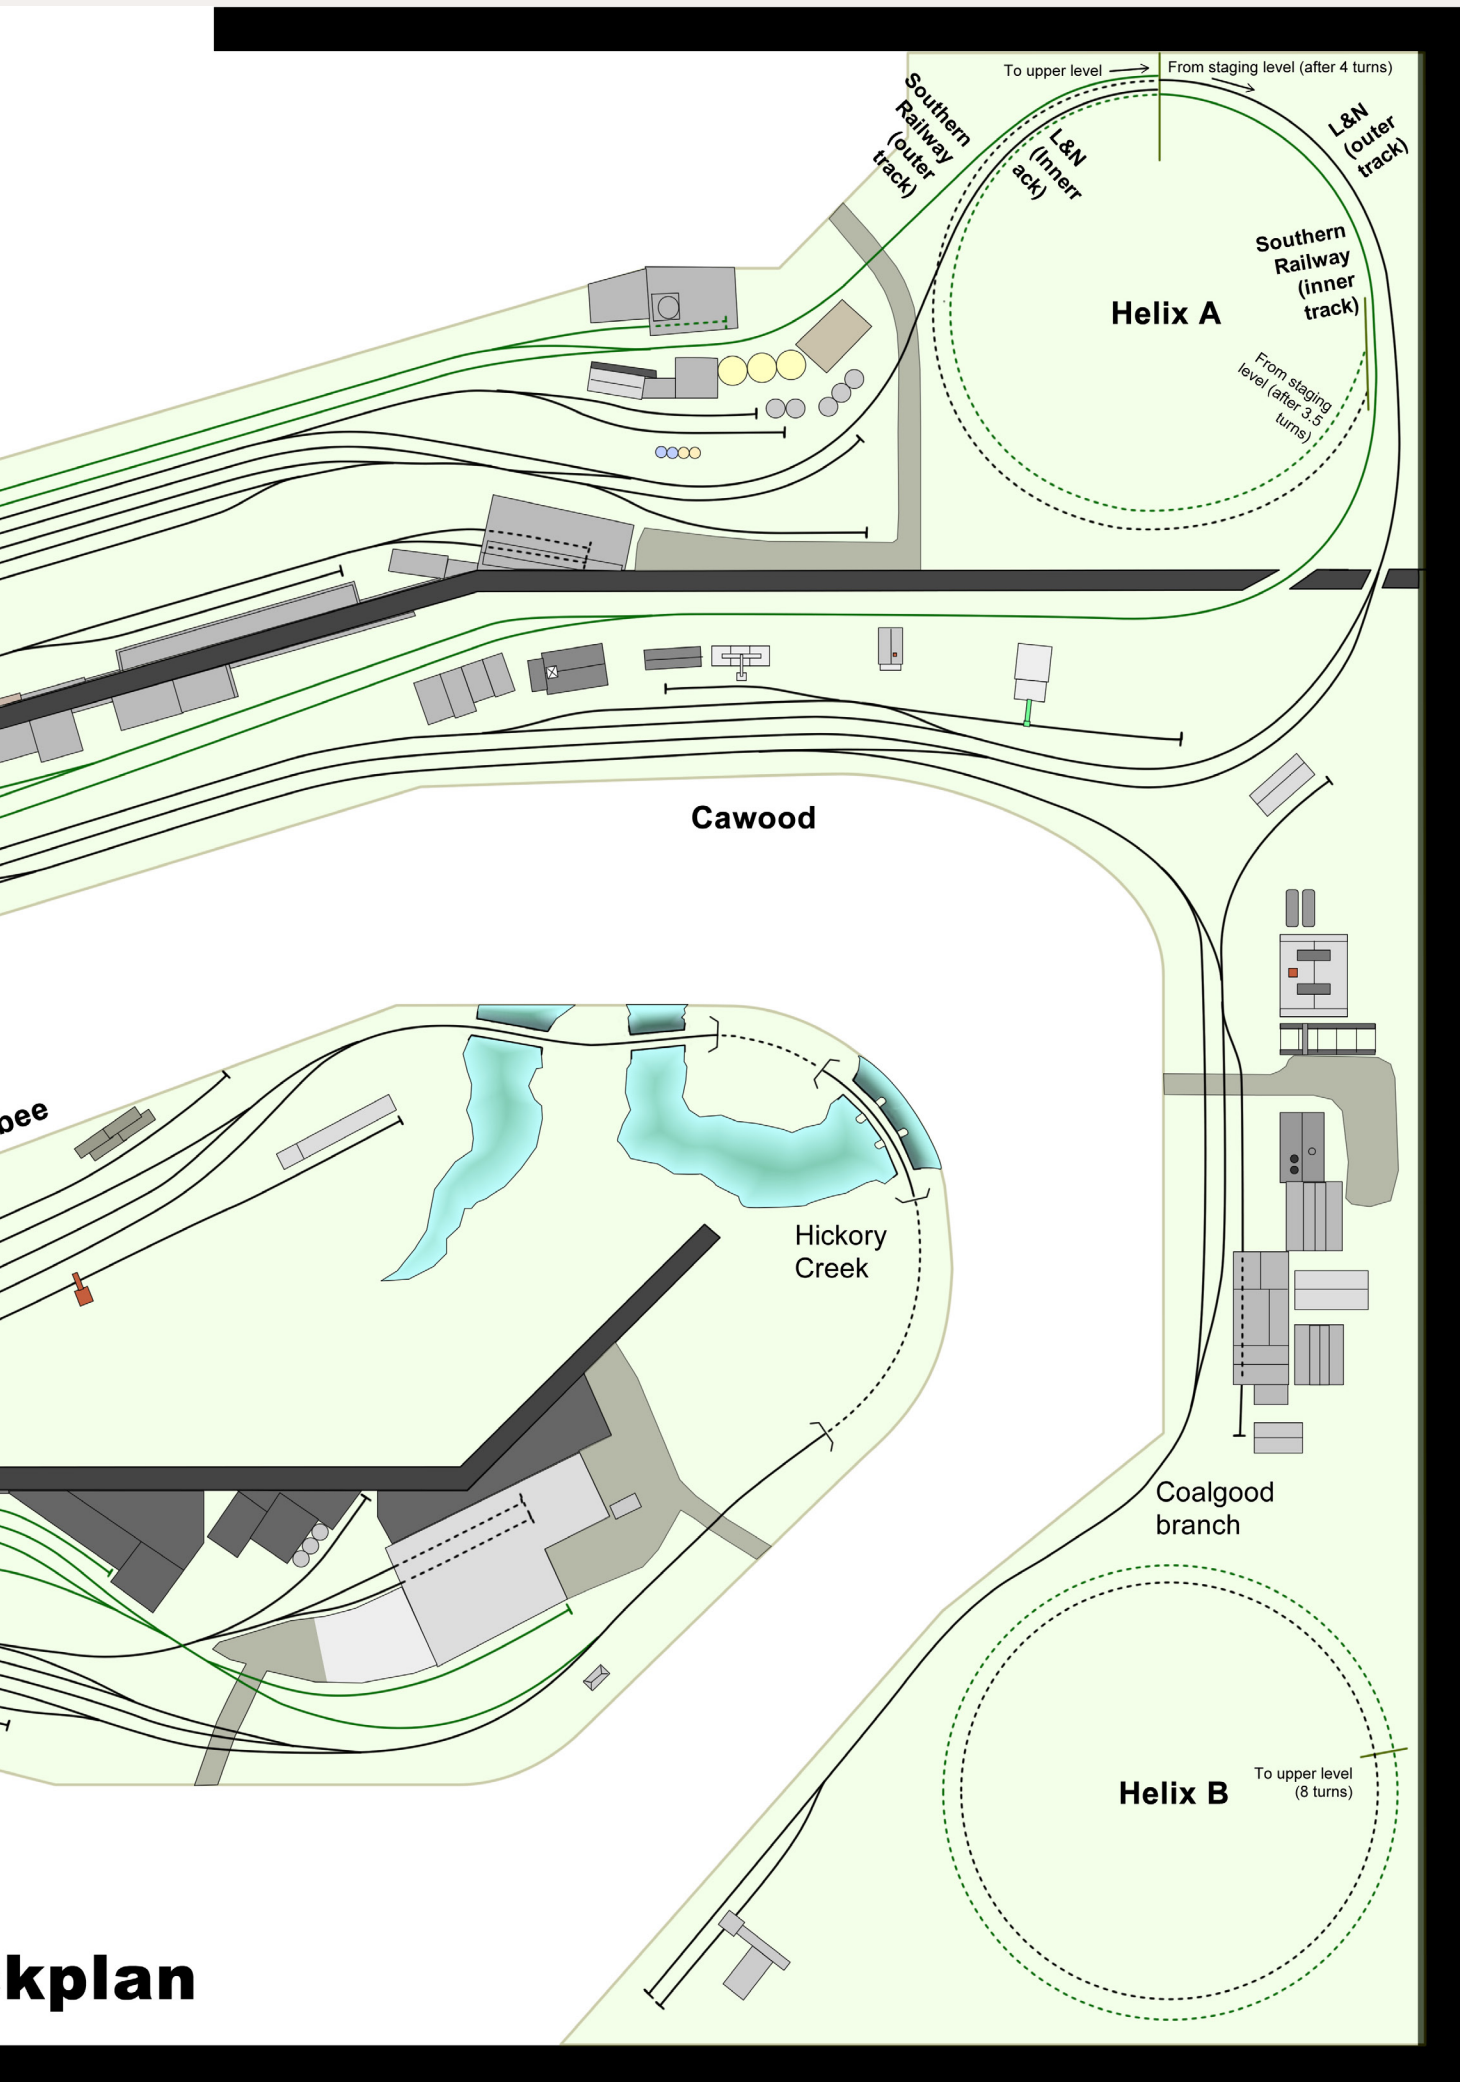 To upper level
From staging level (after 4 turns)
Southern
Railway
(outer
track)
L&N
(Innerr
ack)
L&N
(outer
track)
Southern
Railway
(inner
track)
Helix A
From staging
level (after 3.5
turns)
Cawood
bee
Hickory
Creek
Coalgood
branch
Helix B
To upper level
(8 turns)
kplan